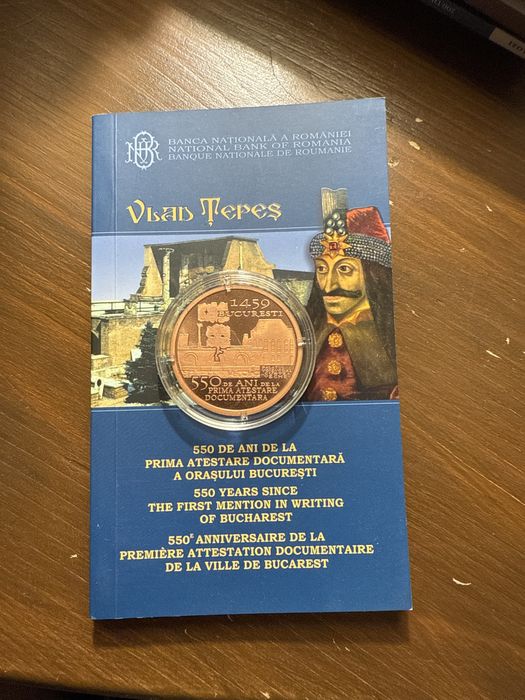 BANCA NAȚIONALĂ A ROMÂNIEI
NATIONAL BANK OF ROMANIA
BANQUE NATIONALE DE ROUMANIE
VLAD ȚEPEȘ
1459
BUCUREȘTI
550 DE ANI DE LA
PRIMA ATESTARE
DOCUMENTARĂ
550 DE ANI DE LA
PRIMA ATESTARE DOCUMENTARĂ
A ORAȘULUI BUCUREȘTI
550 YEARS SINCE
THE FIRST MENTION IN WRITING
OF BUCHAREST
550E ANNIVERSAIRE DE LA
PREMIÈRE ATTESTATION DOCUMENTAIRE
DE LA VILLE DE BUCAREST